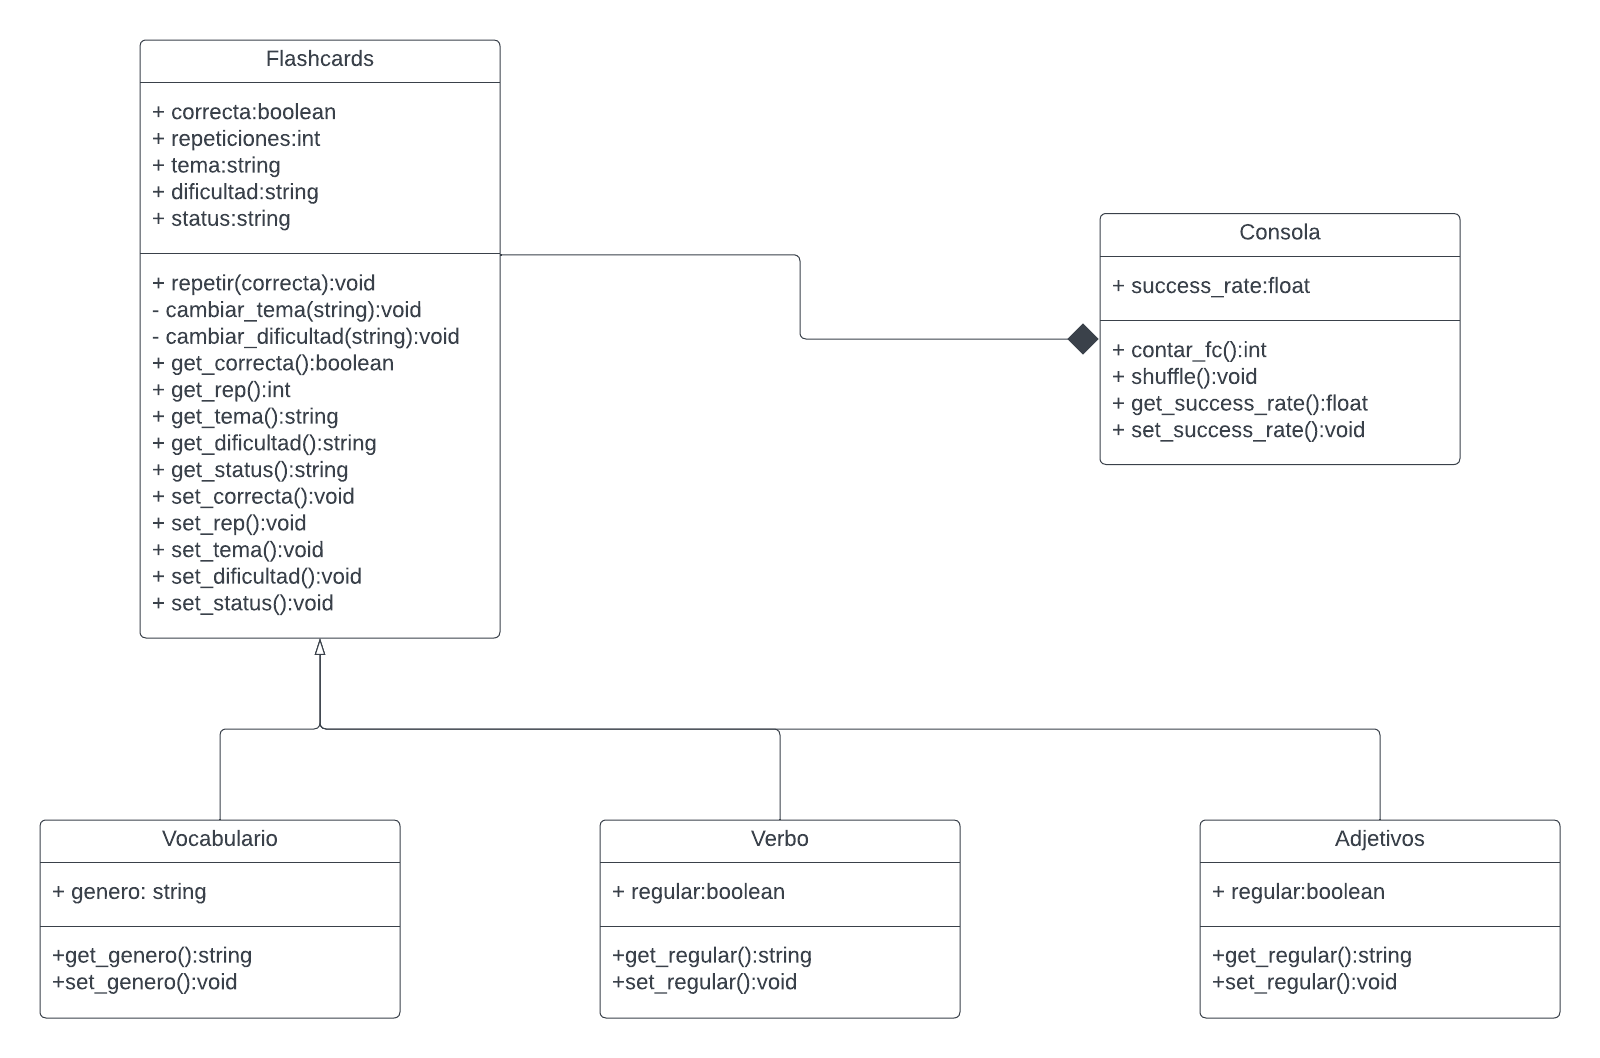 Flashcards
+ correcta:boolean
+ repeticiones:int
+ tema:string
+ dificultad:string
+ status:string
+ repetir(correcta):void
- cambiar_tema(string):void
- cambiar_dificultad(string):void
+ get_correcta():boolean
+ get_rep():int
+ get_tema():string
+ get_dificultad():string
+ get_status():string
+ set_correcta():void
+ set_rep():void
+ set_tema():void
+ set_dificultad():void
+ set_status():void
Consola
+ success_rate:float
+ contar_fc():int
+ shuffle():void
+ get_success_rate():float
+ set_success_rate():void
Vocabulario
+ genero: string
+get_genero():string
+set_genero():void
Verbo
+ regular:boolean
+get_regular():string
+set_regular():void
Adjetivos
+ regular:boolean
+get_regular():string
+set_regular():void